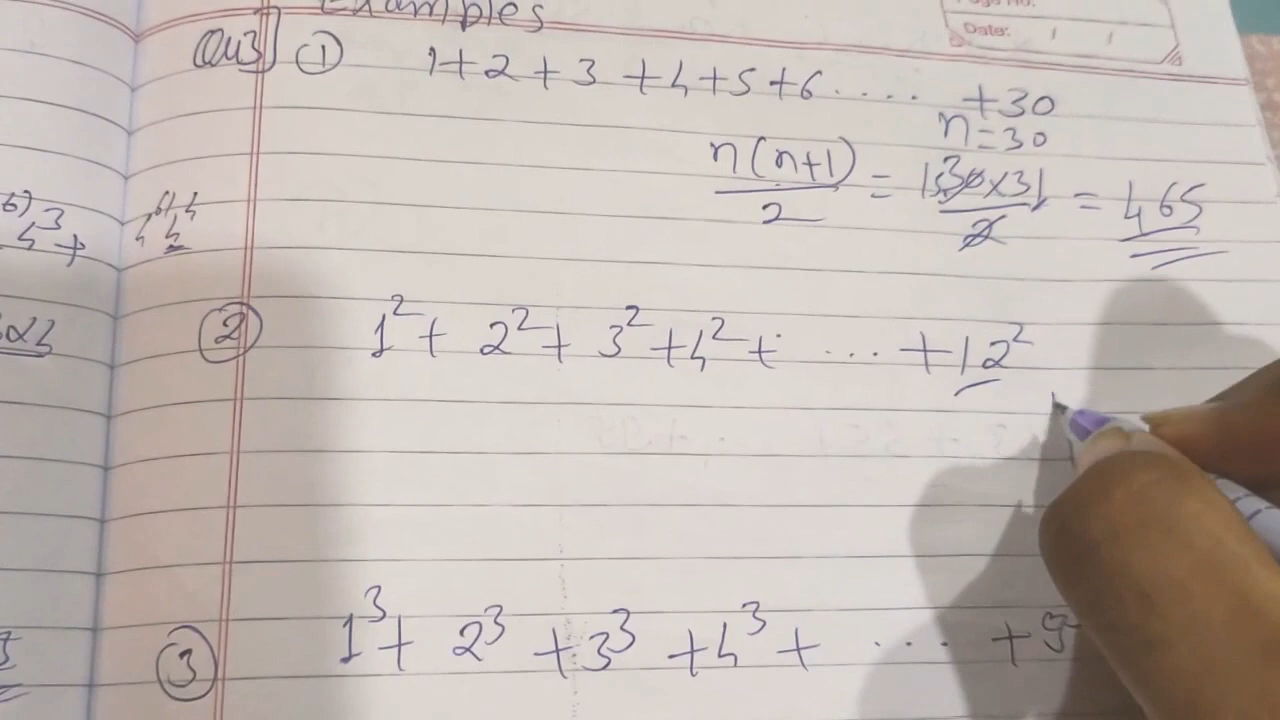 Examples
Date:
Qu3] ① 1+2+3+4+5+6..... +30
n=30
n(n+1)/2 = 30×31/2 = 465
② 1²+ 2²+ 3²+4²+ ... +12²
③ 1³+ 2³+3³+4³+ ... +